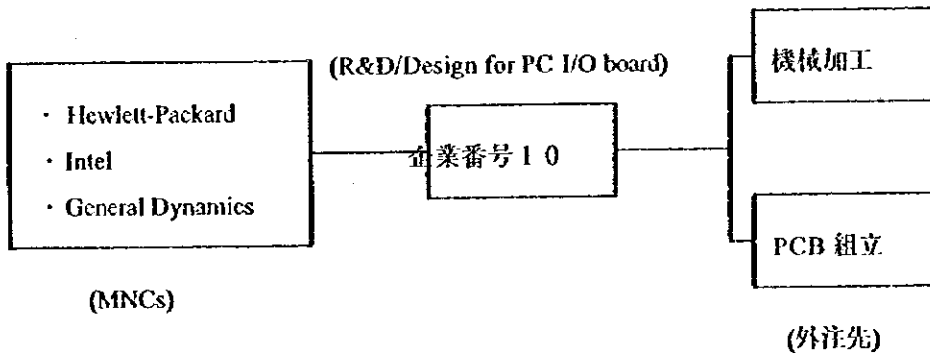 (R&D/Design for PC I/O board)
・ Hewlett-Packard
・ Intel
・ General Dynamics
(MNCs)
企業番号１０
機械加工
PCB 組立
(外注先)